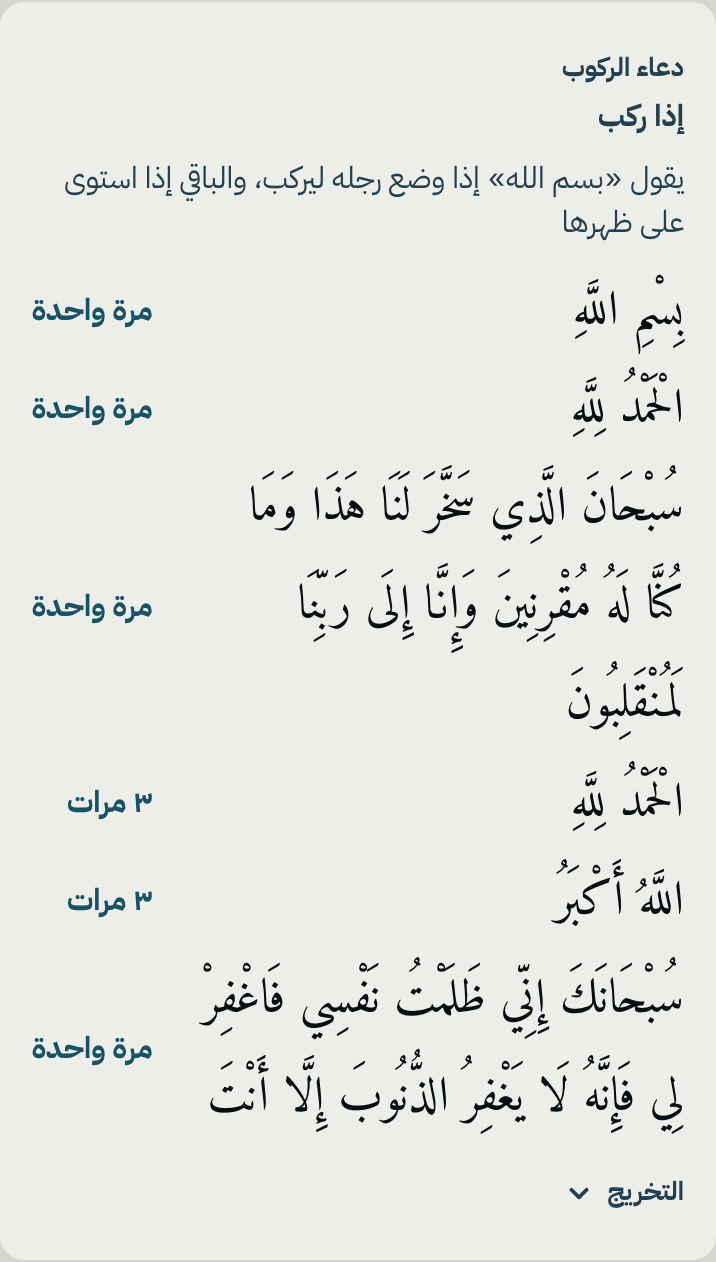 دعاء الركوب
إذا ركب
يقول «بسم الله» إذا وضع رجله ليركب، والباقي إذا استوى
على ظهرها
بِسْمِ اللَّهِ مرة واحدة
الْحَمْدُ لِلَّهِ مرة واحدة
سُبْحَانَ الَّذِي سَخَّرَ لَنَا هَذَا وَمَا
كُنَّا لَهُ مُقْرِنِينَ وَإِنَّا إِلَى رَبِّنَا مرة واحدة
لَمُنْقَلِبُونَ
الْحَمْدُ لِلَّهِ ٣ مرات
اللَّهُ أَكْبَرُ ٣ مرات
سُبْحَانَكَ إِنِّي ظَلَمْتُ نَفْسِي فَاغْفِرْ
مرة واحدة
لِي فَإِنَّهُ لَا يَغْفِرُ الذُّنُوبَ إِلَّا أَنْتَ
التخريج